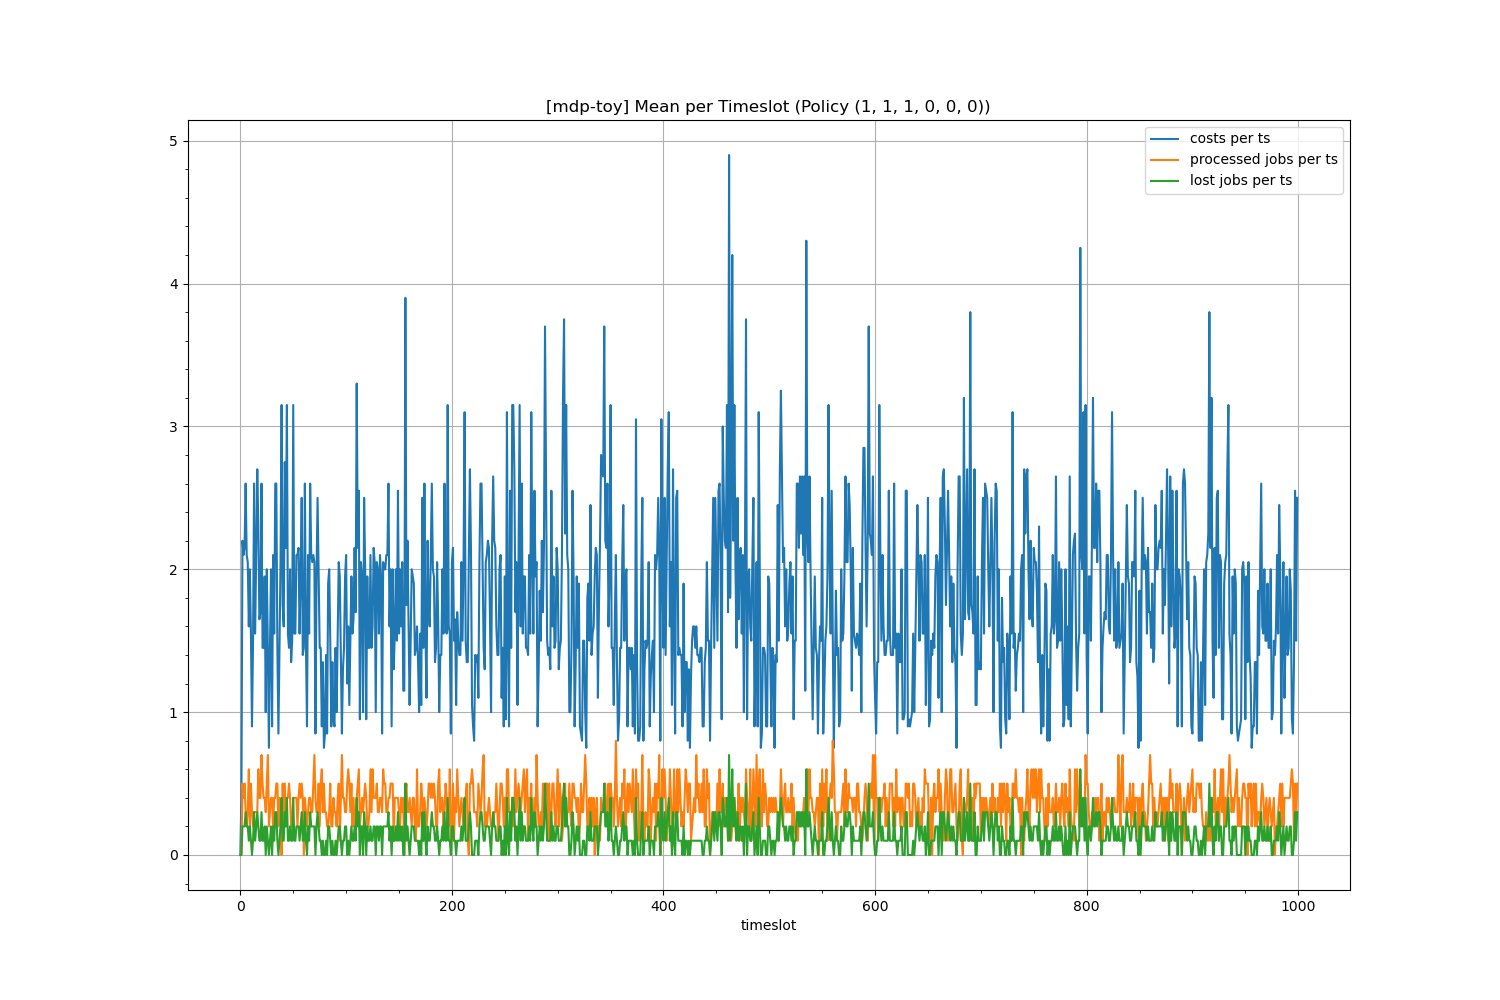 [mdp-toy] Mean per Timeslot (Policy (1, 1, 1, 0, 0, 0))
costs per ts
processed jobs per ts
lost jobs per ts
5
4
3
2
1
0
0 200 400 600 800 1000
timeslot